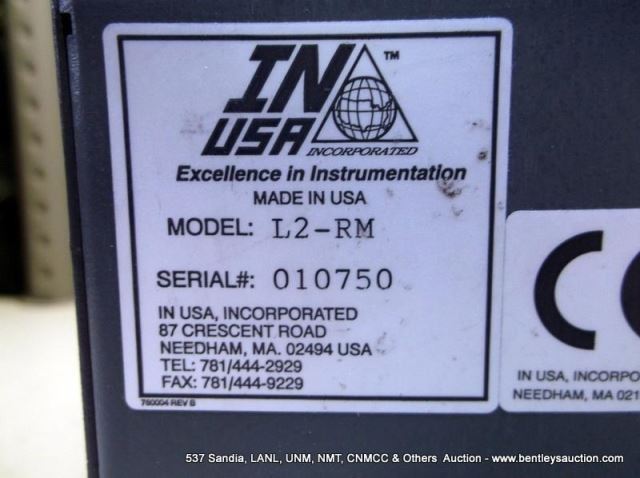 IN
USA
INCORPORATED
™
Excellence in Instrumentation
MADE IN USA
MODEL: L2-RM
SERIAL#: 010750
IN USA, INCORPORATED
87 CRESCENT ROAD
NEEDHAM, MA. 02494 USA
TEL: 781/444-2929
FAX: 781/444-9229
760004 REV B
CE
IN USA, INCORPO
NEEDHAM, MA 021
537 Sandia, LANL, UNM, NMT, CNMCC & Others Auction - www.bentleysauction.com